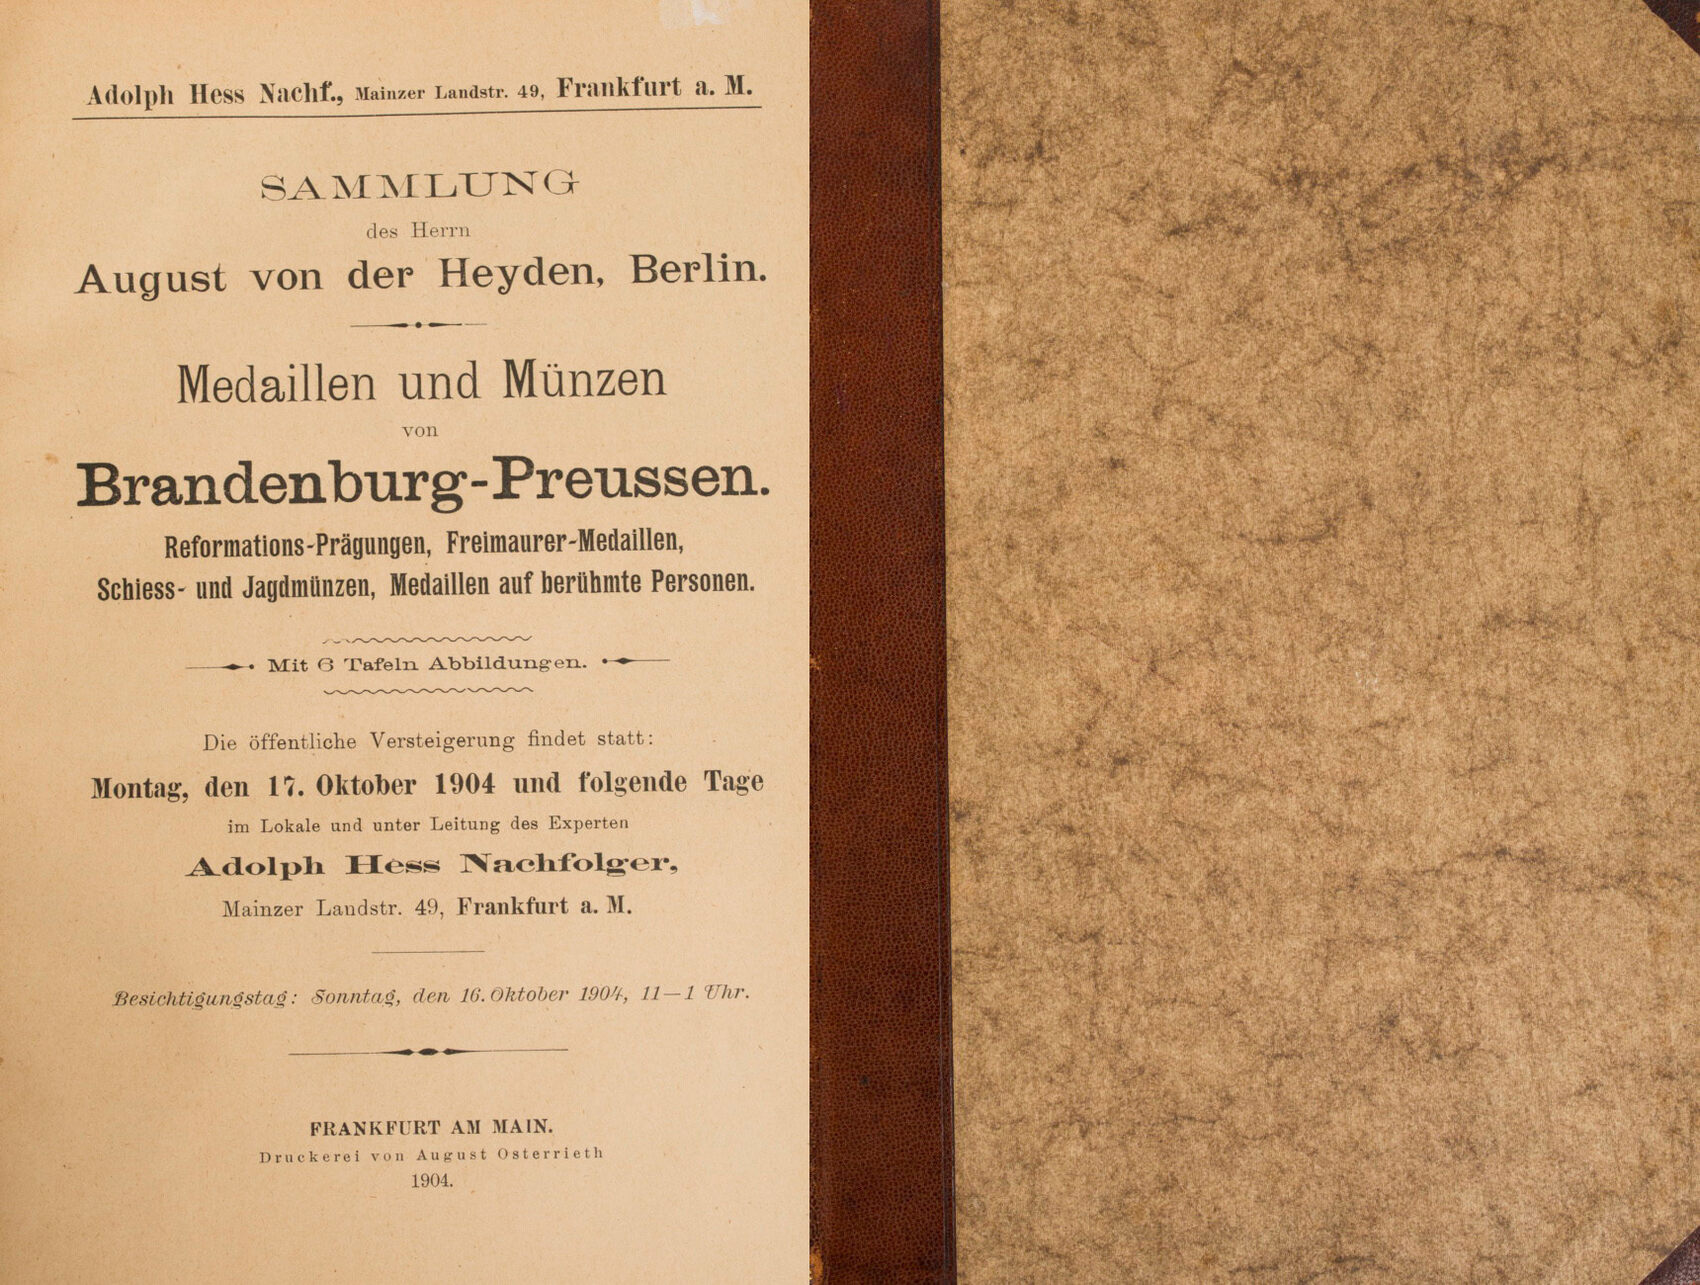 Adolph Hess Nachf., Mainzer Landstr. 49, Frankfurt a. M.
SAMMLUNG
des Herrn
August von der Heyden, Berlin.
Medaillen und Münzen
von
Brandenburg-Preussen.
Reformations-Prägungen, Freimaurer-Medaillen,
Schiess- und Jagdmünzen, Medaillen auf berühmte Personen.
Mit 6 Tafeln Abbildungen.
Die öffentliche Versteigerung findet statt:
Montag, den 17. Oktober 1904 und folgende Tage
im Lokale und unter Leitung des Experten
Adolph Hess Nachfolger,
Mainzer Landstr. 49, Frankfurt a. M.
Besichtigungstag: Sonntag, den 16. Oktober 1904, 11—1 Uhr.
FRANKFURT AM MAIN.
Druckerei von August Osterrieth
1904.